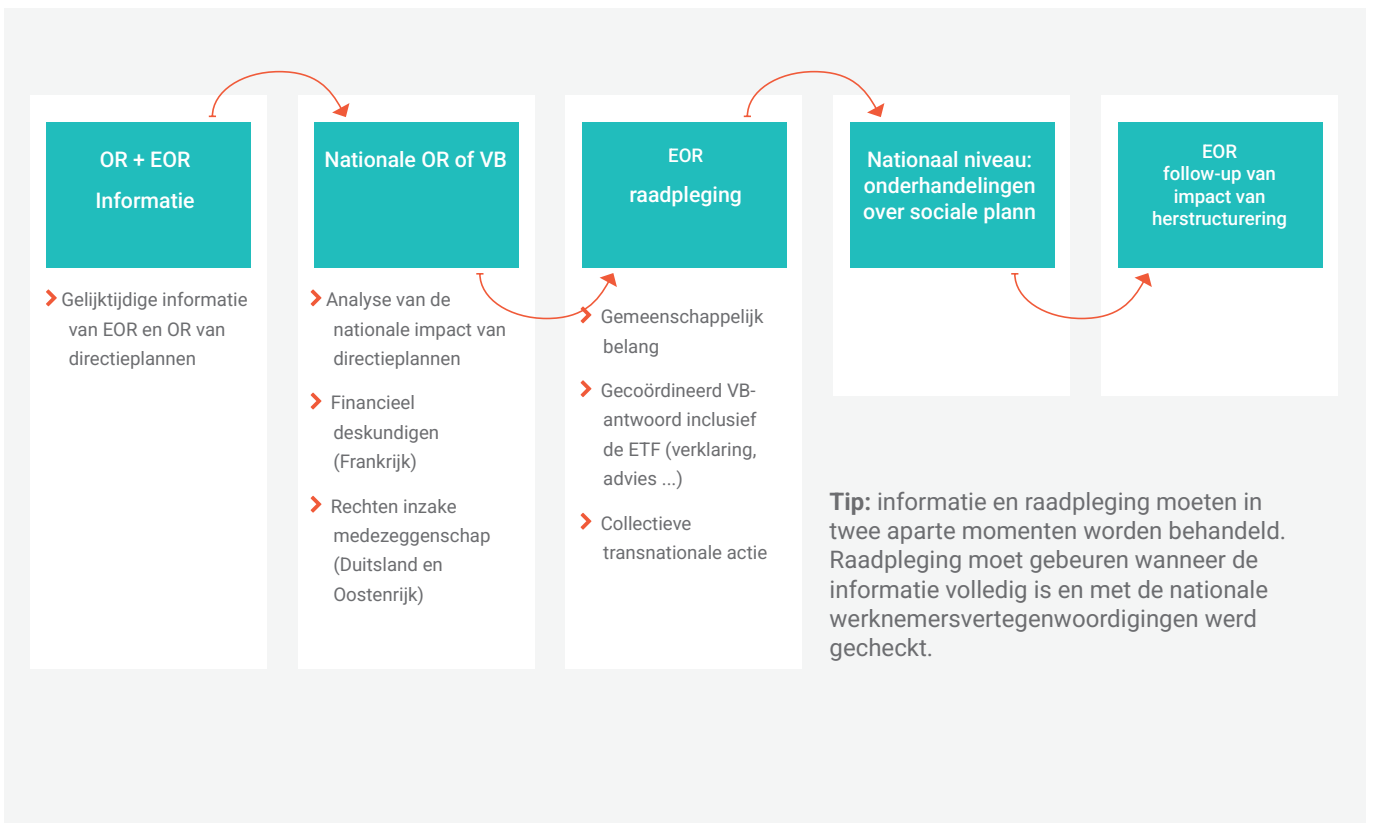 OR + EOR
Informatie
Gelijktijdige informatie
van EOR en OR van
directieplannen
Nationale OR of VB
Analyse van de
nationale impact van
directieplannen
Financieel
deskundigen
(Frankrijk)
Rechten inzake
medezeggenschap
(Duitsland en
Oostenrijk)
EOR
raadpleging
Gemeenschappelijk
belang
Gecoördineerd VB-
antwoord inclusief
de ETF (verklaring,
advies ...)
Collectieve
transnationale actie
Nationaal niveau:
onderhandelingen
over sociale plann
EOR
follow-up van
impact van
herstructurering
Tip: informatie en raadpleging moeten in
twee aparte momenten worden behandeld.
Raadpleging moet gebeuren wanneer de
informatie volledig is en met de nationale
werknemersvertegenwoordigingen werd
gecheckt.